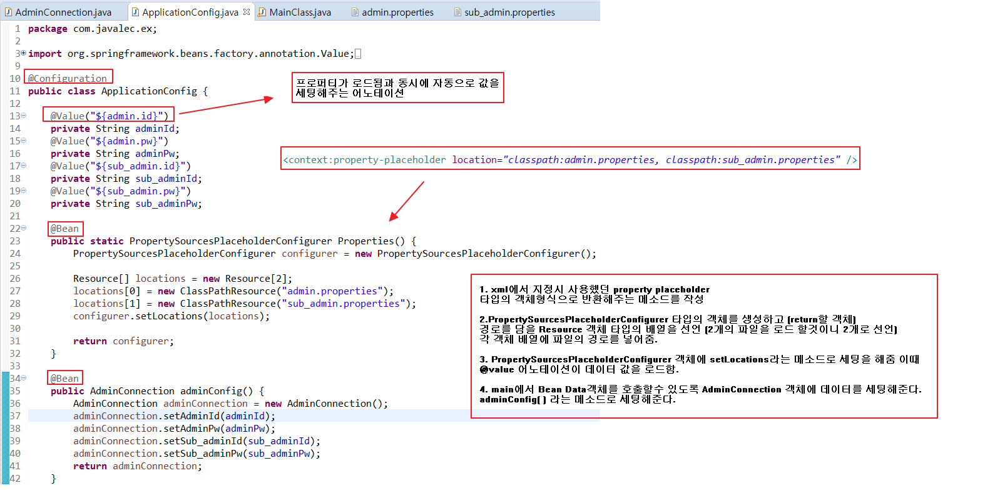 AdminConnection.java
ApplicationConfig.java
MainClass.java
admin.properties
sub_admin.properties
1 package com.javalec.ex;
2
3 import org.springframework.beans.factory.annotation.Value;
9
10 @Configuration
11 public class ApplicationConfig {
12
13 @Value("${admin.id}")
14 private String adminId;
15 @Value("${admin.pw}")
16 private String adminPw;
17 @Value("${sub_admin.id}")
18 private String sub_adminId;
19 @Value("${sub_admin.pw}")
20 private String sub_adminPw;
21
22 @Bean
23 public static PropertySourcesPlaceholderConfigurer Properties() {
24 PropertySourcesPlaceholderConfigurer configurer = new PropertySourcesPlaceholderConfigurer();
25
26 Resource[] locations = new Resource[2];
27 locations[0] = new ClassPathResource("admin.properties");
28 locations[1] = new ClassPathResource("sub_admin.properties");
29 configurer.setLocations(locations);
30
31 return configurer;
32 }
33
34 @Bean
35 public AdminConnection adminConfig() {
36 AdminConnection adminConnection = new AdminConnection();
37 adminConnection.setAdminId(adminId);
38 adminConnection.setAdminPw(adminPw);
39 adminConnection.setSub_adminId(sub_adminId);
40 adminConnection.setSub_adminPw(sub_adminPw);
41 return adminConnection;
42 }
프로퍼티가 로드됨과 동시에 자동으로 값을
세팅해주는 어노테이션
<context:property-placeholder location="classpath:admin.properties, classpath:sub_admin.properties" />
1. xml에서 지정시 사용했던 property placeholder
타입의 객체형식으로 반환해주는 메소드를 작성
2.PropertySourcesPlaceholderConfigurer 타입의 객체를 생성하고 (return할 객체)
경로를 담을 Resource 객체 타입의 배열을 선언 (2개의 파일을 로드 할것이니 2개로 선언)
각 객체 배열에 파일의 경로를 넣어줌.
3. PropertySourcesPlaceholderConfigurer 객체에 setLocations라는 메소드로 세팅을 해줌 이때
@value 어노테이션이 데이터 값을 로드함.
4. main에서 Bean Data객체를 호출할수 있도록 AdminConnection 객체에 데이터를 세팅해준다.
adminConfig( ) 라는 메소드로 세팅해준다.